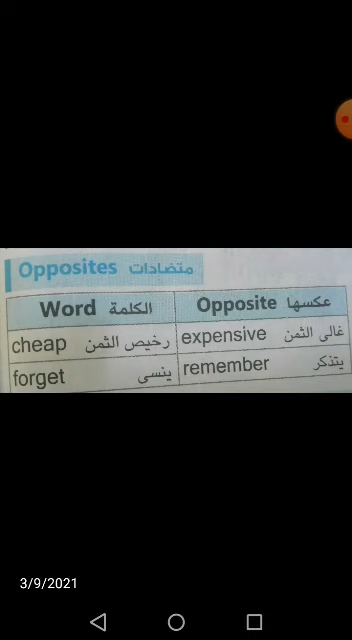 Opposites متضادات
Word الكلمة Opposite عكسها
cheap رخيص الثمن expensive غالى الثمن
forget ينسى remember يتذكر
3/9/2021